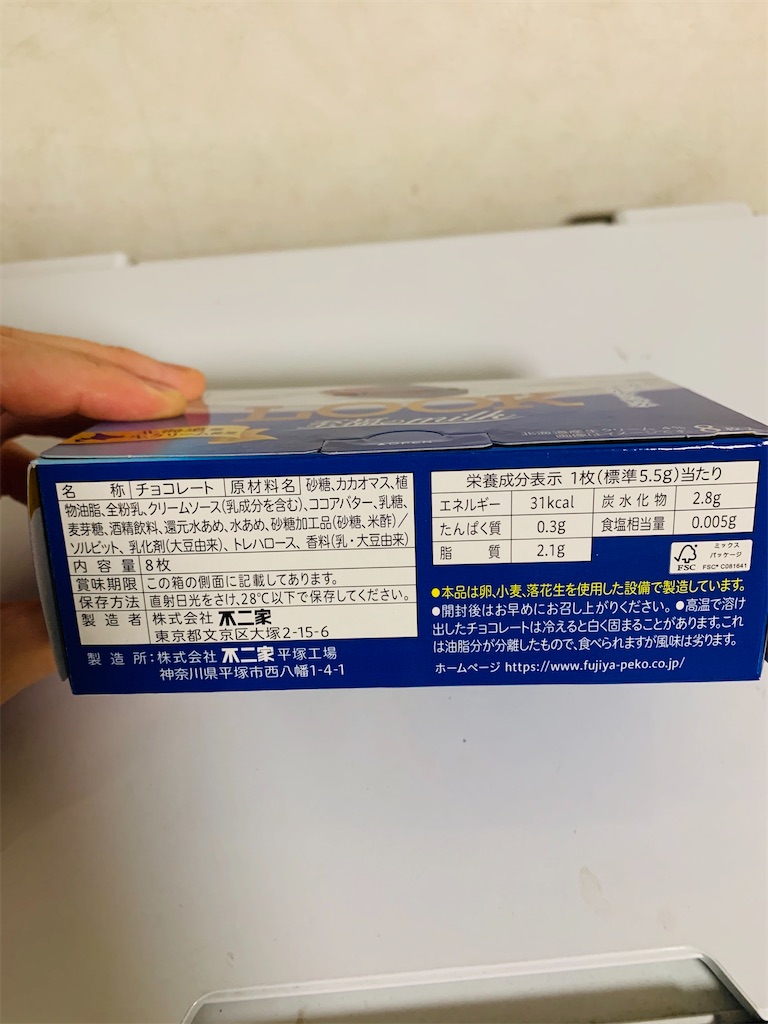 LOOK
milk
OPEN
名 称 チョコレート 原材料名 砂糖、カカオマス、植
物油脂、全粉乳、クリームソース(乳成分を含む)、ココアバター、乳糖、
麦芽糖、酒精飲料、還元水あめ、水あめ、砂糖加工品(砂糖、米酢)/
ソルビット、乳化剤(大豆由来)、トレハロース、香料(乳・大豆由来)
内容量 8枚
賞味期限 この箱の側面に記載してあります。
保存方法 直射日光をさけ、28℃以下で保存してください。
製造者 株式会社 不二家
東京都文京区大塚2-15-6
製造所:株式会社 不二家 平塚工場
神奈川県平塚市西八幡1-4-1
栄養成分表示 1枚(標準5.5g)当たり
エネルギー 31kcal 炭水化物 2.8g
たんぱく質 0.3g 食塩相当量 0.005g
脂質 2.1g
ミックス
パッケージ
FSC FSC® C081641
●本品は卵、小麦、落花生を使用した設備で製造しています。
●開封後はお早めにお召し上がりください。●高温で溶け
出したチョコレートは冷えると白く固まることがあります。これ
は油脂分が分離したもので、食べられますが風味は劣ります。
ホームページ https://www.fujiya-peko.co.jp/